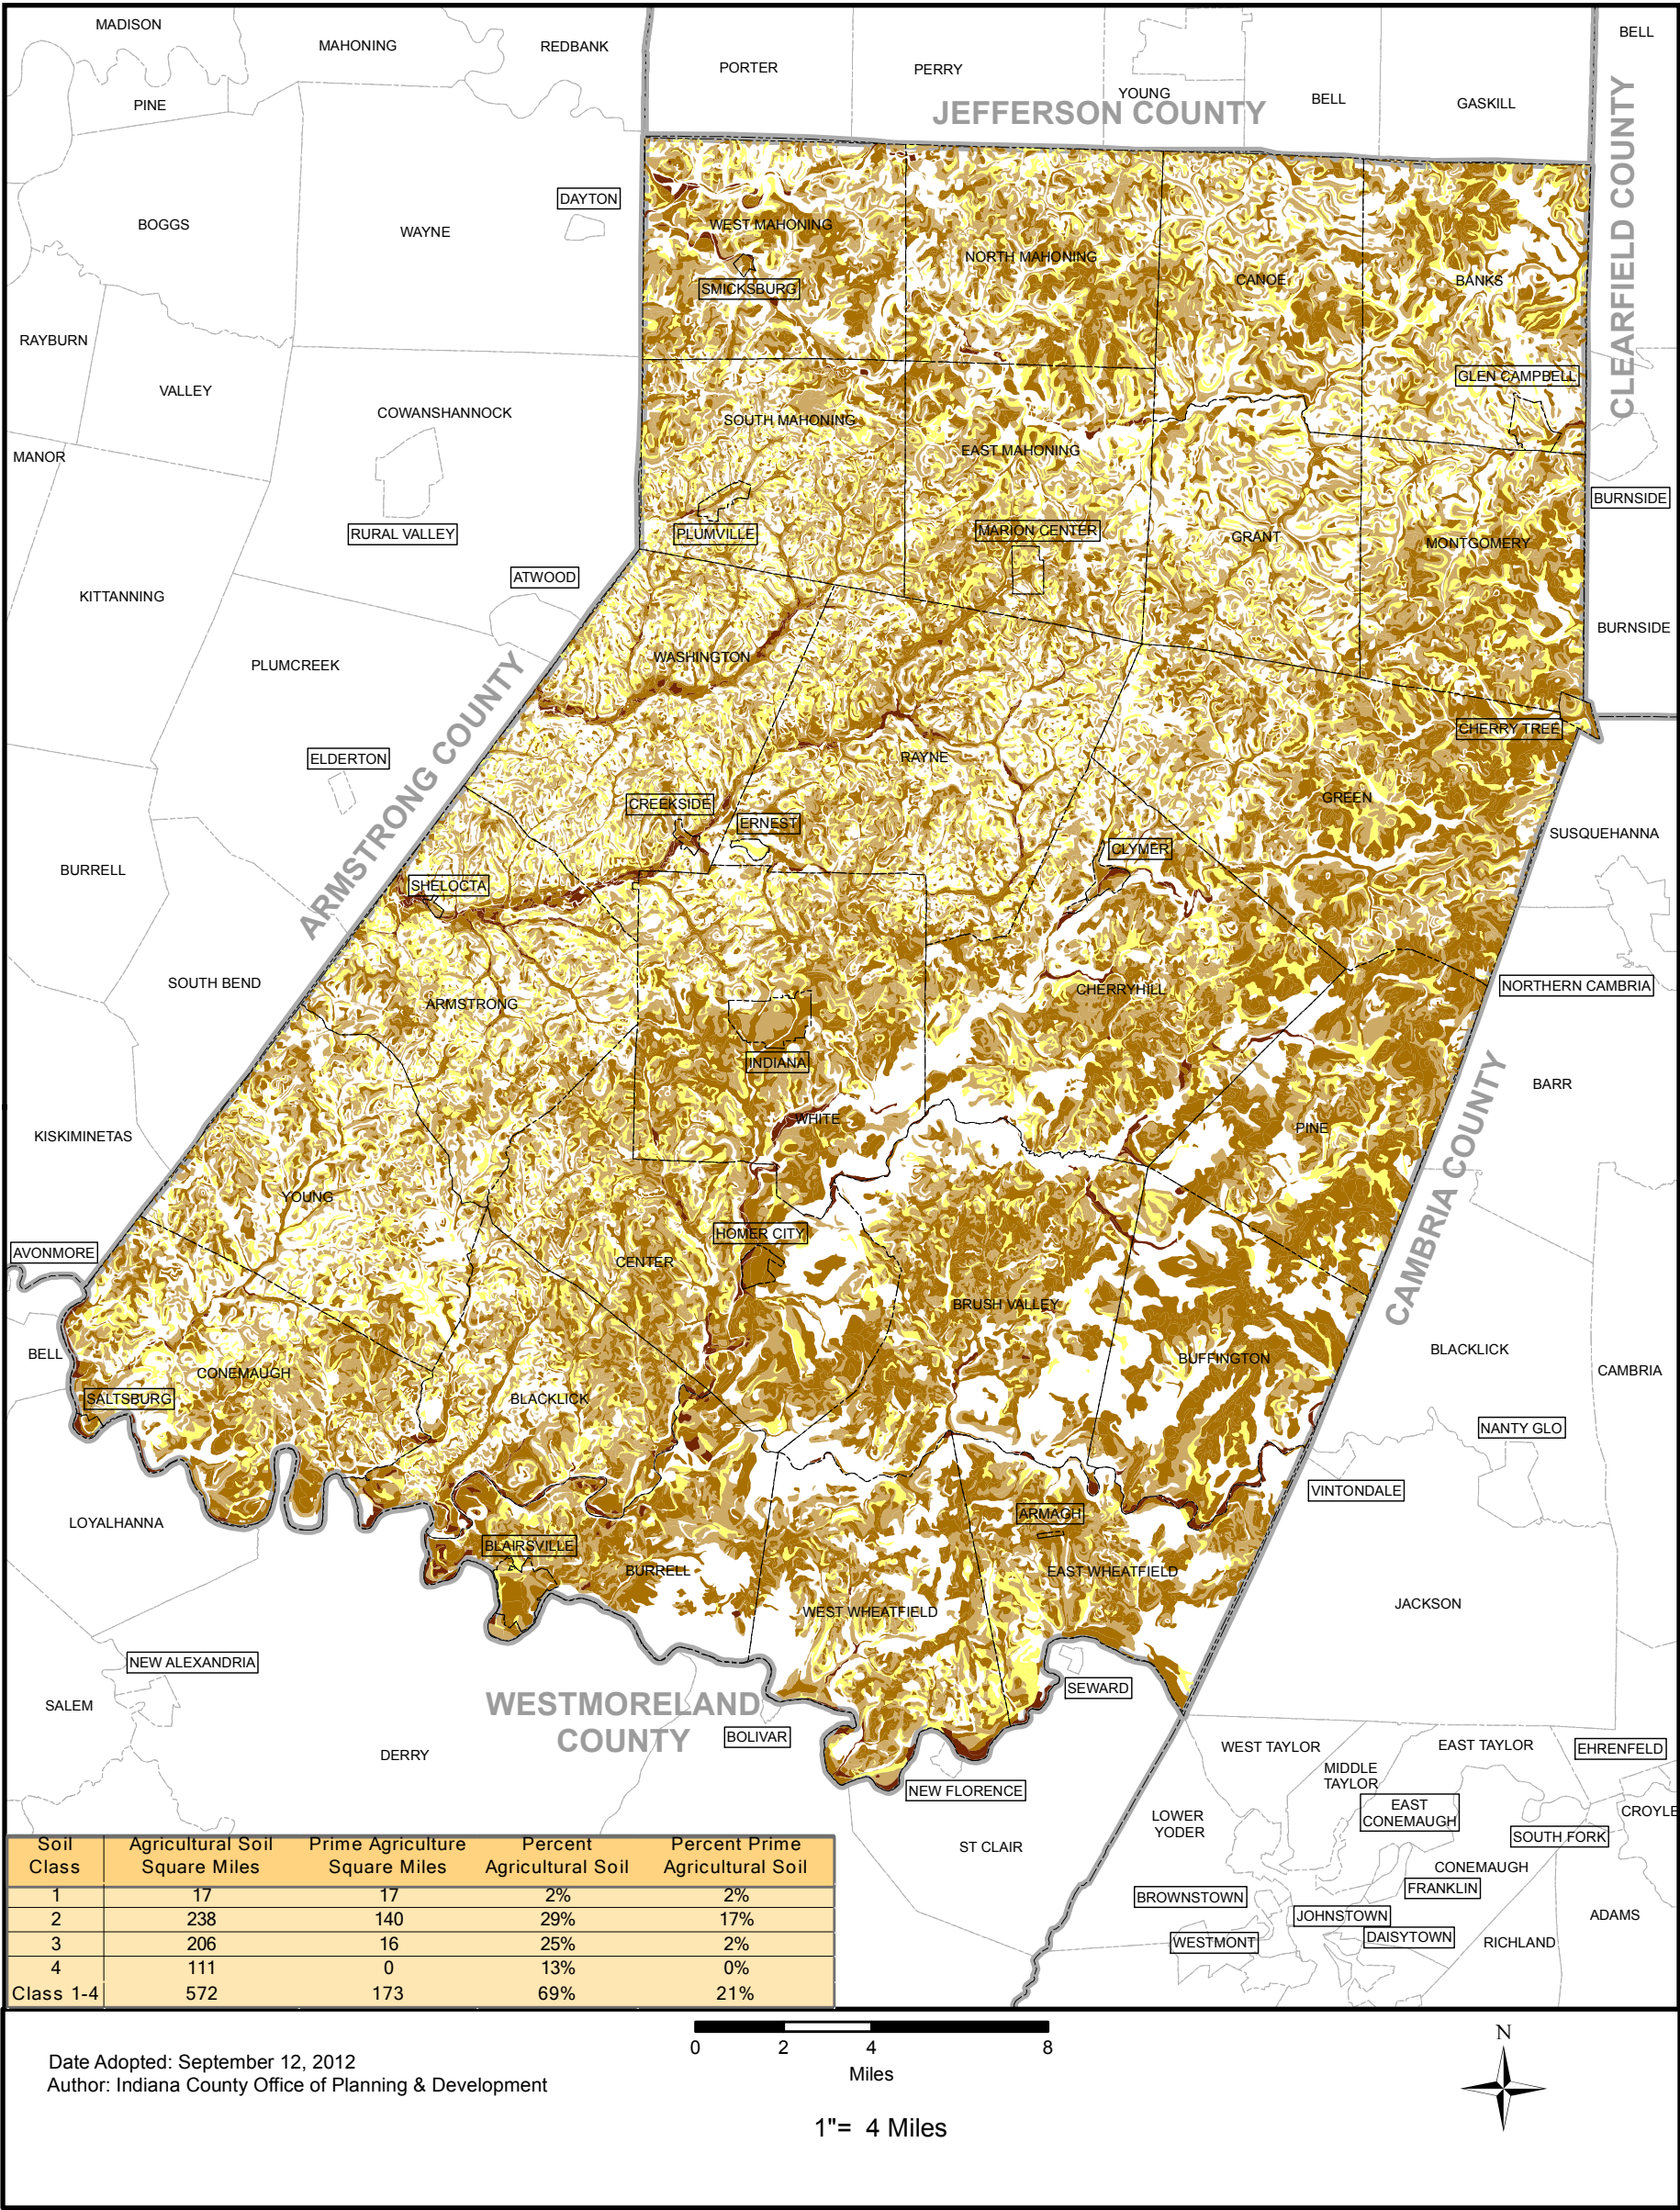 MADISON
MAHONING
REDBANK
PORTER
PERRY
YOUNG
BELL
GASKILL
BELL
PINE
JEFFERSON COUNTY
CLEARFIELD COUNTY
BOGGS
WAYNE
DAYTON
WEST MAHONING
NORTH MAHONING
CANOE
BANKS
SMICKSBURG
RAYBURN
VALLEY
COWANSHANNOCK
GLEN CAMPBELL
SOUTH MAHONING
EAST MAHONING
MANOR
RURAL VALLEY
PLUMVILLE
MARION CENTER
GRANT
MONTGOMERY
BURNSIDE
ATWOOD
KITTANNING
BURNSIDE
PLUMCREEK
WASHINGTON
ARMSTRONG COUNTY
ELDERTON
RAYNE
CHERRY TREE
CREEKSIDE
ERNEST
GREEN
CLYMER
SUSQUEHANNA
BURRELL
SHELOCTA
SOUTH BEND
ARMSTRONG
CHERRYHILL
NORTHERN CAMBRIA
INDIANA
WHITE
PINE
BARR
KISKIMINETAS
CAMBRIA COUNTY
YOUNG
AVONMORE
HOMER CITY
CENTER
BRUSH VALLEY
BELL
CONEMAUGH
BUFFINGTON
BLACKLICK
CAMBRIA
SALTSBURG
BLACKLICK
NANTY GLO
VINTONDALE
LOYALHANNA
ARMAGH
BLAIRSVILLE
BURRELL
EAST WHEATFIELD
WEST WHEATFIELD
JACKSON
NEW ALEXANDRIA
SEWARD
SALEM
WESTMORELAND
COUNTY
BOLIVAR
DERRY
WEST TAYLOR
EAST TAYLOR
EHRENFELD
MIDDLE
TAYLOR
NEW FLORENCE
EAST
CONEMAUGH
CROYLE
LOWER
YODER
SOUTH FORK
ST CLAIR
CONEMAUGH
FRANKLIN
BROWNSTOWN
JOHNSTOWN
ADAMS
WESTMONT
DAISYTOWN
RICHLAND
Soil Agricultural Soil Prime Agriculture Percent Percent Prime
Class Square Miles Square Miles Agricultural Soil Agricultural Soil
1 17 17 2% 2%
2 238 140 29% 17%
3 206 16 25% 2%
4 111 0 13% 0%
Class 1-4 572 173 69% 21%
0 2 4 8
Miles
N
Date Adopted: September 12, 2012
Author: Indiana County Office of Planning & Development
1"= 4 Miles